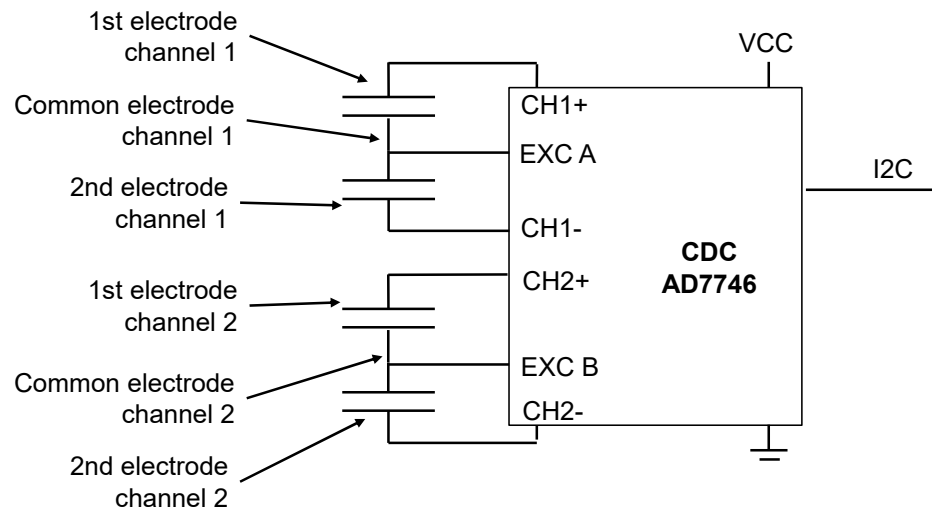 1st electrode
channel 1
Common electrode
channel 1
2nd electrode
channel 1
1st electrode
channel 2
Common electrode
channel 2
2nd electrode
channel 2
CH1+
EXC A
CH1-
CH2+
EXC B
CH2-
VCC
CDC
AD7746
I2C